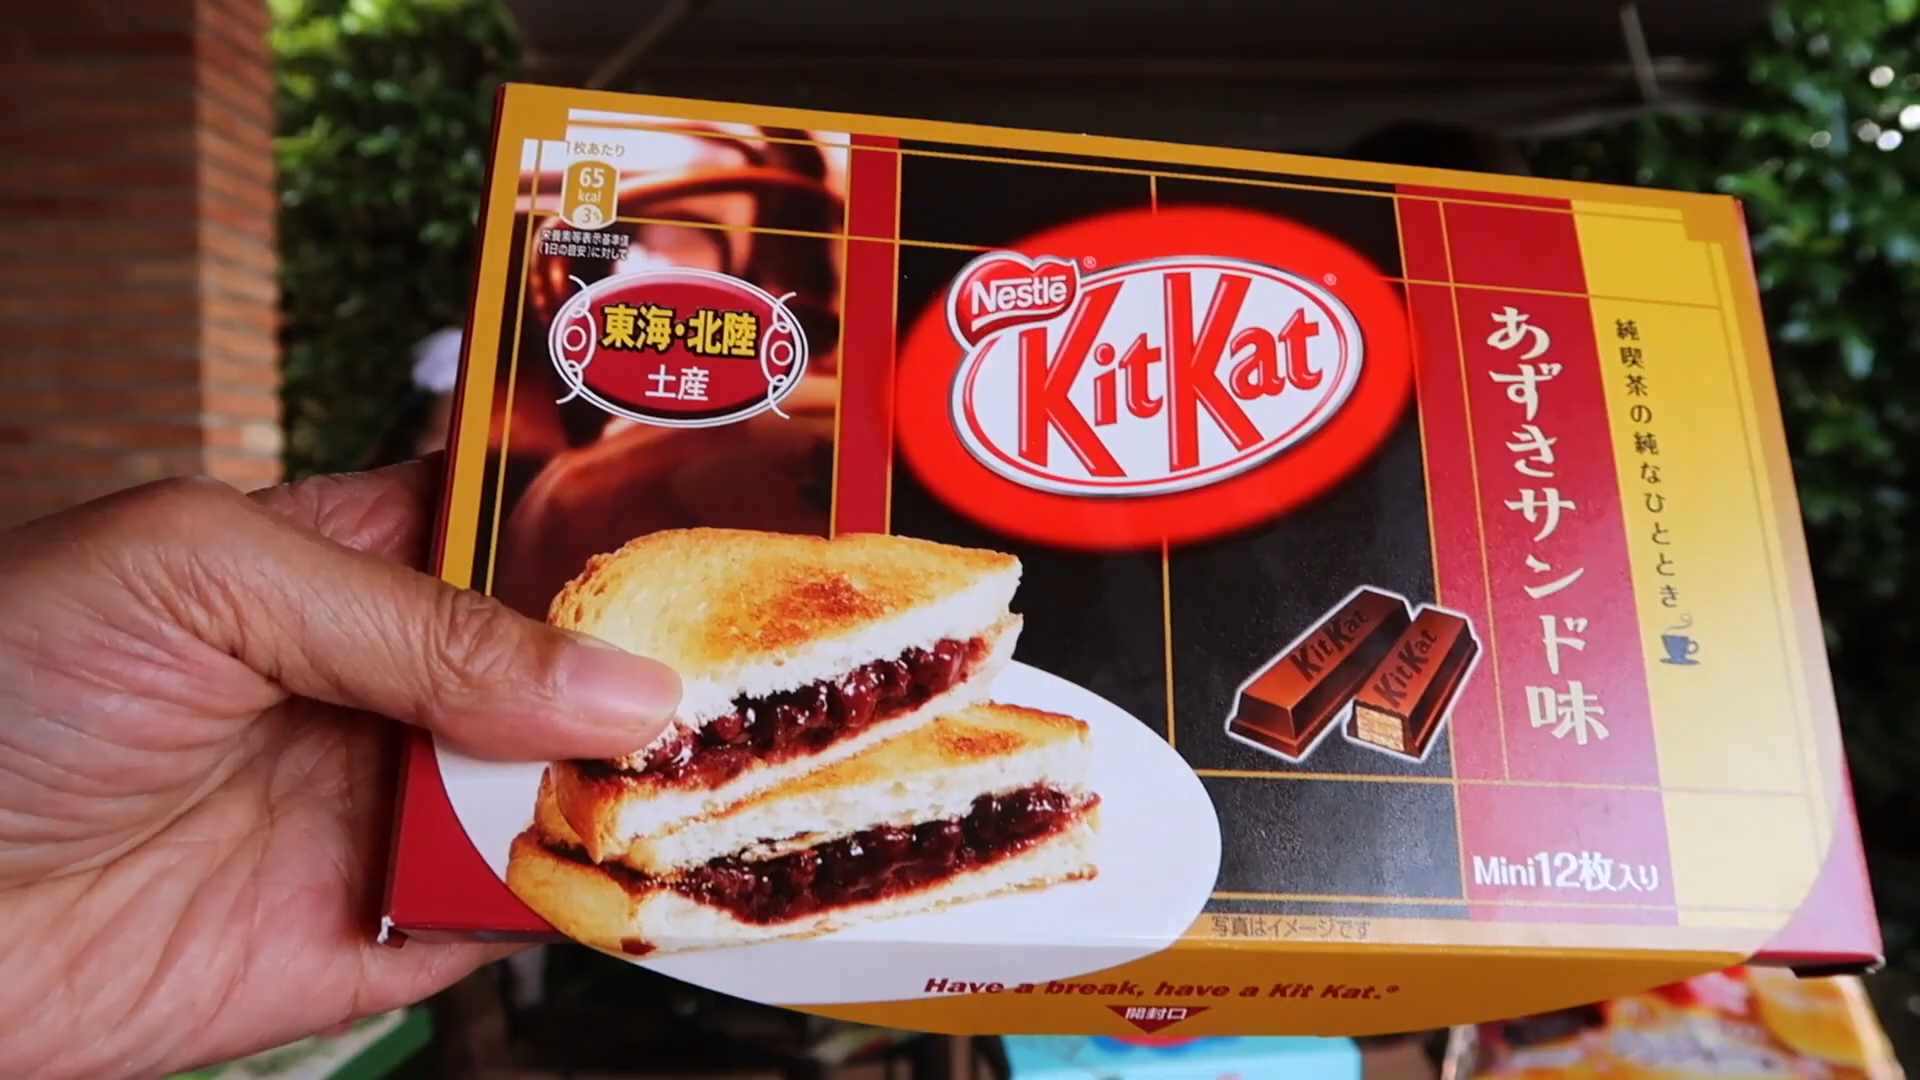 1枚あたり
65
kcal
3%
栄養素等表示基準値
(1日の目安)に対して
東海・北陸
土産
Nestlé®
KitKat®
あずきサンド味
純喫茶の純なひととき
KitKat
KitKat
Mini12枚入り
写真はイメージです
Have a break, have a Kit Kat.®
開封口